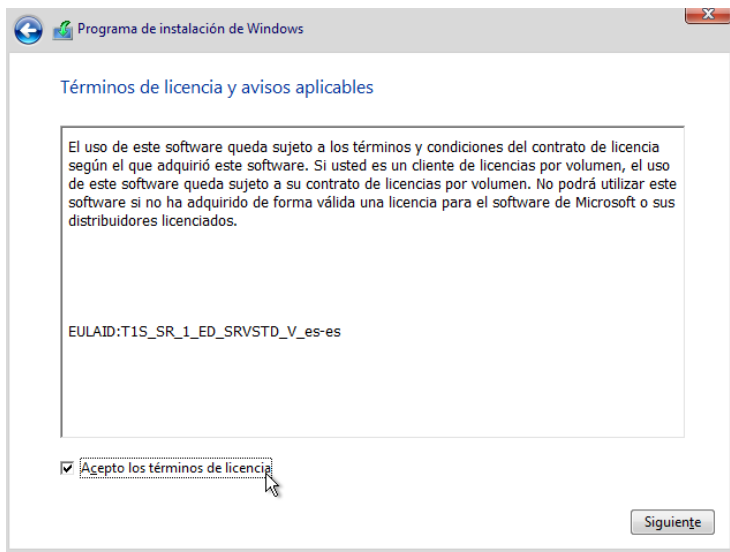 Programa de instalación de Windows
Términos de licencia y avisos aplicables
El uso de este software queda sujeto a los términos y condiciones del contrato de licencia
según el que adquirió este software. Si usted es un cliente de licencias por volumen, el uso
de este software queda sujeto a su contrato de licencias por volumen. No podrá utilizar este
software si no ha adquirido de forma válida una licencia para el software de Microsoft o sus
distribuidores licenciados.
EULAID:T1S_SR_1_ED_SRVSTD_V_es-es
Acepto los términos de licencia
Siguiente